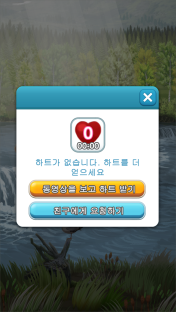 0
00:00
하트가 없습니다. 하트를 더
얻으세요
동영상을 보고 하트 받기
친구에게 요청하기